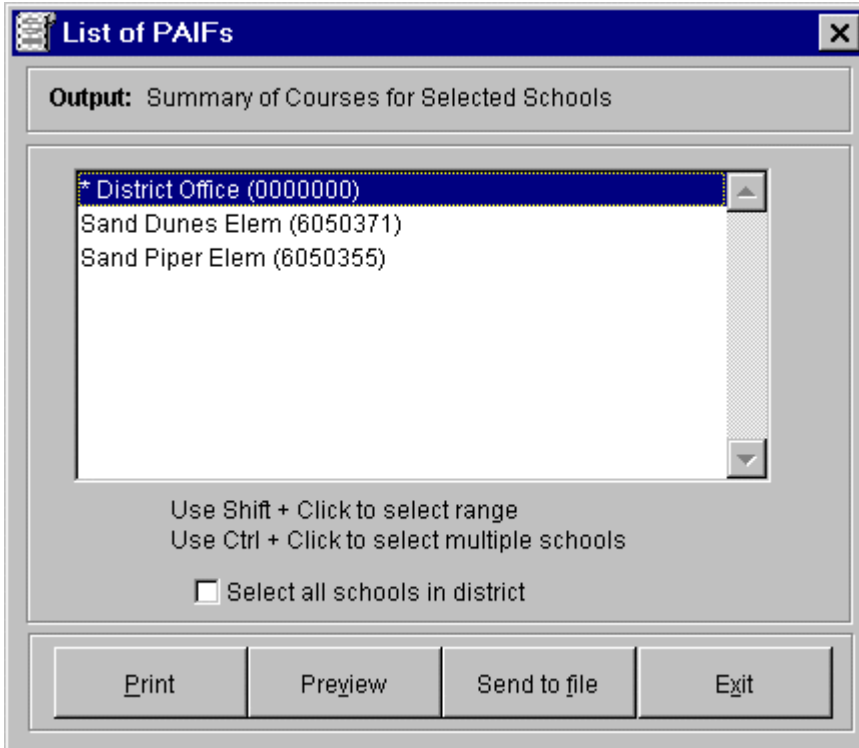 List of PAIFs
Output: Summary of Courses for Selected Schools
* District Office (0000000)
Sand Dunes Elem (6050371)
Sand Piper Elem (6050355)
Use Shift + Click to select range
Use Ctrl + Click to select multiple schools
Select all schools in district
Print
Preview
Send to file
Exit